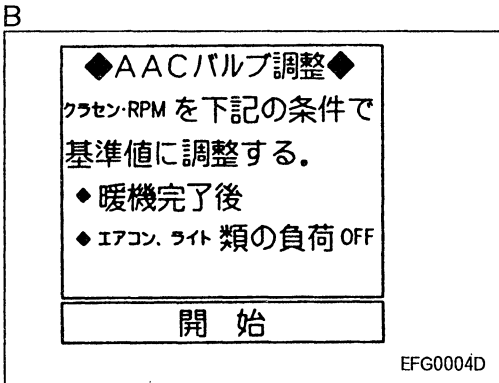 B
◆AACバルブ調整◆
クラセン・RPM を下記の条件で
基準値に調整する.
◆暖機完了後
◆エアコン、ライト 類の負荷 OFF
開 始
EFG0004D